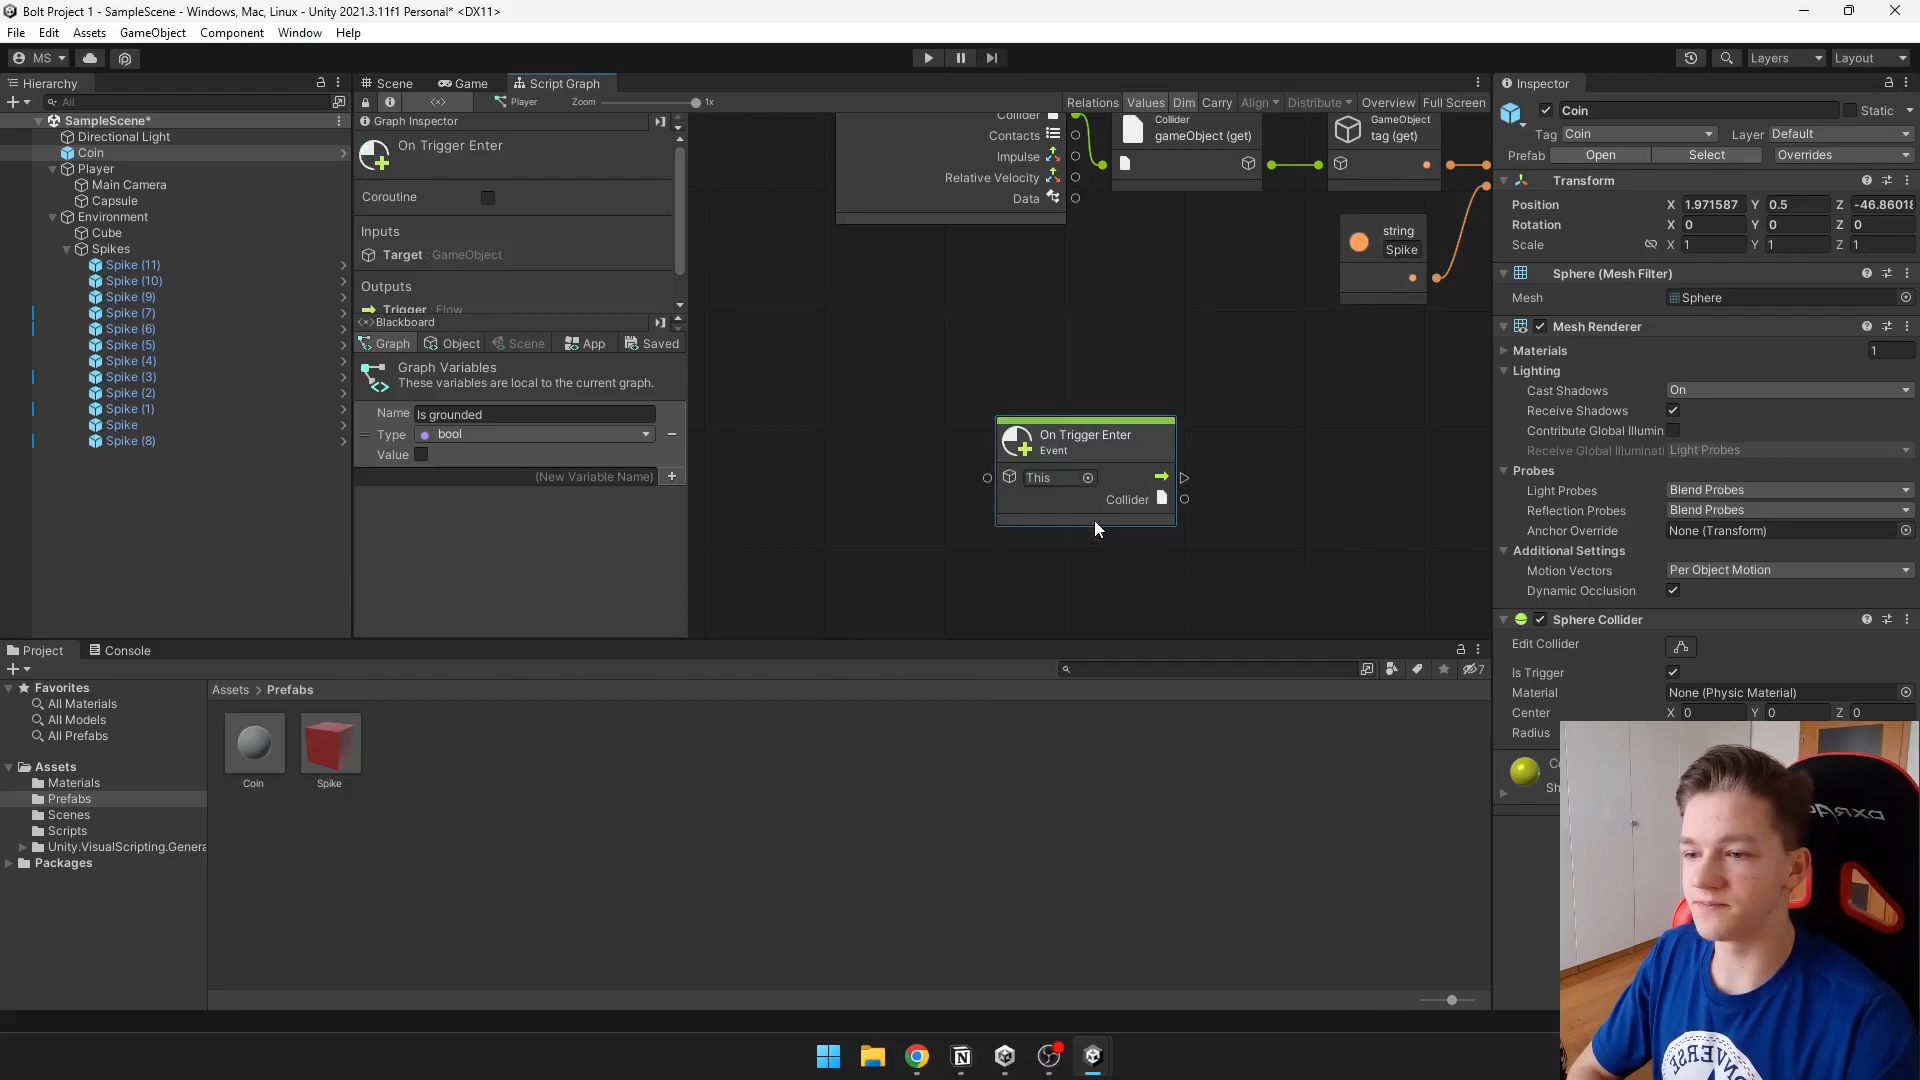 Bolt Project 1 - SampleScene - Windows, Mac, Linux - Unity 2021.3.11f1 Personal* <DX11>
File Edit Assets GameObject Component Window Help
MS Layers Layout
Hierarchy
All
SampleScene*
Directional Light
Coin
Player
Main Camera
Capsule
Environment
Cube
Spikes
Spike (11)
Spike (10)
Spike (9)
Spike (7)
Spike (6)
Spike (5)
Spike (4)
Spike (3)
Spike (2)
Spike (1)
Spike
Spike (8)
Scene Game Script Graph
Player Zoom 1x
Relations Values Dim Carry Align Distribute Overview Full Screen
Graph Inspector
On Trigger Enter
Coroutine
Inputs
Target : GameObject
Outputs
Trigger : Flow
Blackboard
Graph Object Scene App Saved
Graph Variables
These variables are local to the current graph.
Name Is grounded
Type bool
Value
(New Variable Name)
Collider
Contacts
Impulse
Relative Velocity
Data
Collider
gameObject (get)
GameObject
tag (get)
string
Spike
On Trigger Enter
Event
This
Collider
Inspector
Coin Static
Tag Coin Layer Default
Prefab Open Select Overrides
Transform
Position X 1.971587 Y 0.5 Z -46.86018
Rotation X 0 Y 0 Z 0
Scale X 1 Y 1 Z 1
Sphere (Mesh Filter)
Mesh Sphere
Mesh Renderer
Materials 1
Lighting
Cast Shadows On
Receive Shadows
Contribute Global Illumin
Receive Global Illuminati Light Probes
Probes
Light Probes Blend Probes
Reflection Probes Blend Probes
Anchor Override None (Transform)
Additional Settings
Motion Vectors Per Object Motion
Dynamic Occlusion
Sphere Collider
Edit Collider
Is Trigger
Material None (Physic Material)
Center X 0 Y 0 Z 0
Radius
Project Console
7
Favorites
All Materials
All Models
All Prefabs
Assets
Materials
Prefabs
Scenes
Scripts
Unity.VisualScripting.Genera
Packages
Assets > Prefabs
Coin
Spike
CONVERSE